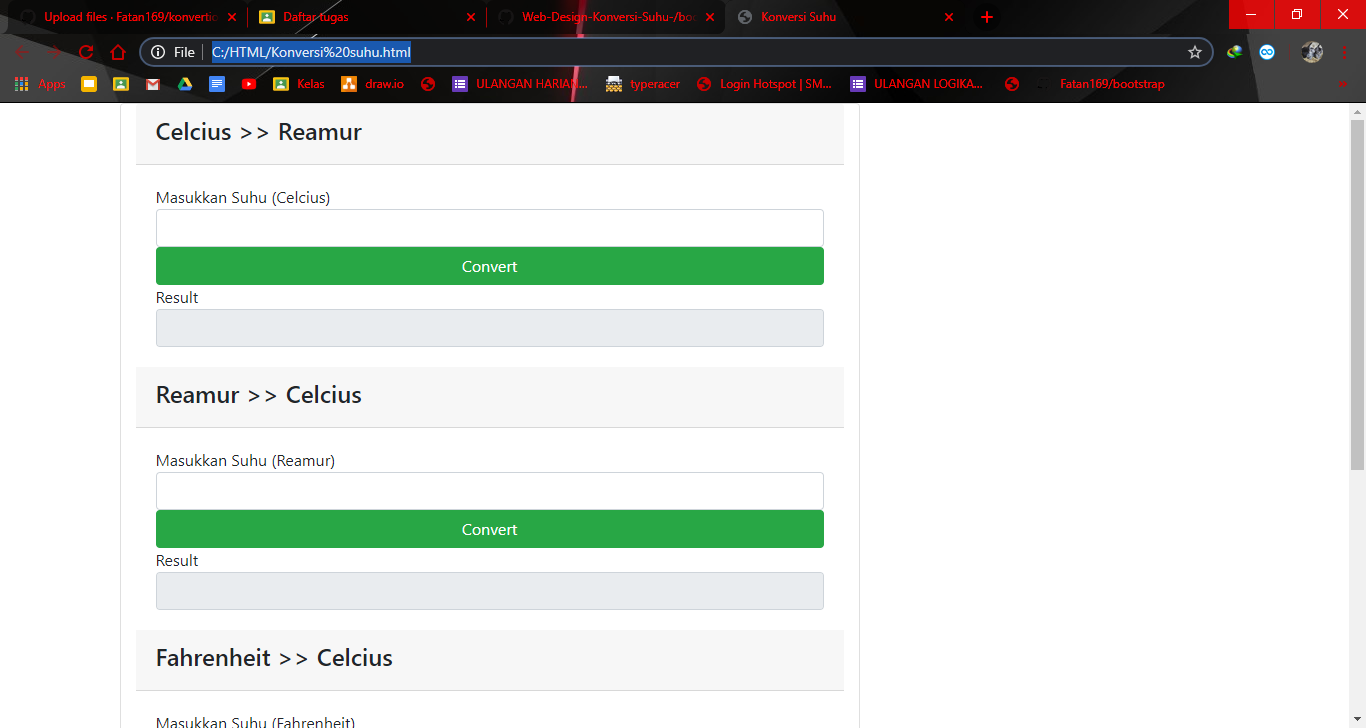 Upload files · Fatan169/konvertio
Daftar tugas
Web-Design-Konversi-Suhu-/boo
Konversi Suhu
File
C:/HTML/Konversi%20suhu.html
Apps
Kelas
draw.io
ULANGAN HARIAN...
typeracer
Login Hotspot | SM...
ULANGAN LOGIKA...
Fatan169/bootstrap
Celcius >> Reamur
Masukkan Suhu (Celcius)
Convert
Result
Reamur >> Celcius
Masukkan Suhu (Reamur)
Convert
Result
Fahrenheit >> Celcius
Masukkan Suhu (Fahrenheit)